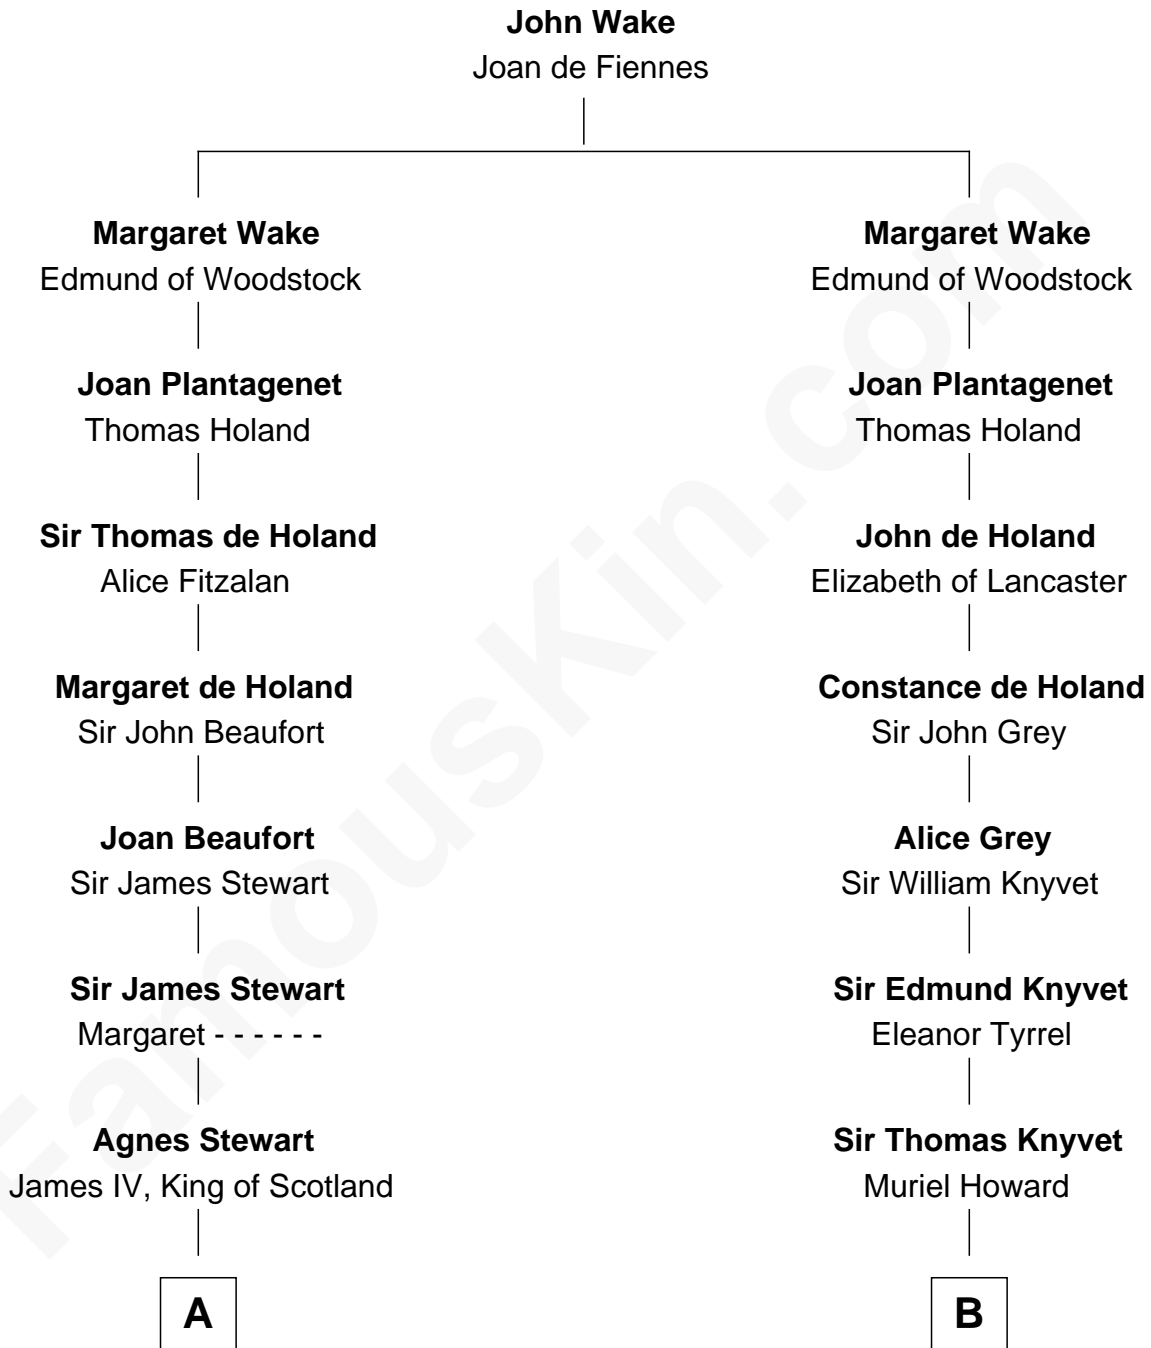 John Wake
Joan de Fiennes
Margaret Wake
Edmund of Woodstock
Margaret Wake
Edmund of Woodstock
Joan Plantagenet
Thomas Holand
Joan Plantagenet
Thomas Holand
Sir Thomas de Holand
Alice Fitzalan
John de Holand
Elizabeth of Lancaster
Margaret de Holand
Sir John Beaufort
Constance de Holand
Sir John Grey
Joan Beaufort
Sir James Stewart
Alice Grey
Sir William Knyvet
Sir James Stewart
Margaret - - - - - -
Sir Edmund Knyvet
Eleanor Tyrrel
Agnes Stewart
James IV, King of Scotland
Sir Thomas Knyvet
Muriel Howard
A
B
FamousKin.com